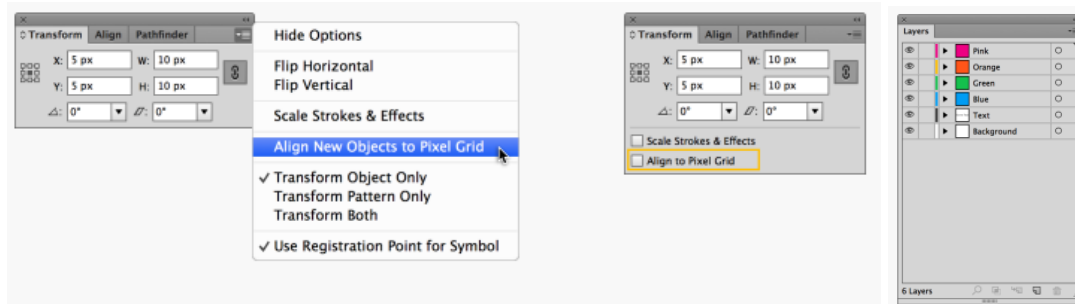 Transform Align Pathfinder
X: 5 px W: 10 px
Y: 5 px H: 10 px
0° 0°
Hide Options
Flip Horizontal
Flip Vertical
Scale Strokes & Effects
Align New Objects to Pixel Grid
✓ Transform Object Only
Transform Pattern Only
Transform Both
✓ Use Registration Point for Symbol
Transform Align Pathfinder
X: 5 px W: 10 px
Y: 5 px H: 10 px
0° 0°
Scale Strokes & Effects
Align to Pixel Grid
Layers
Pink
Orange
Green
Blue
Text
Background
6 Layers